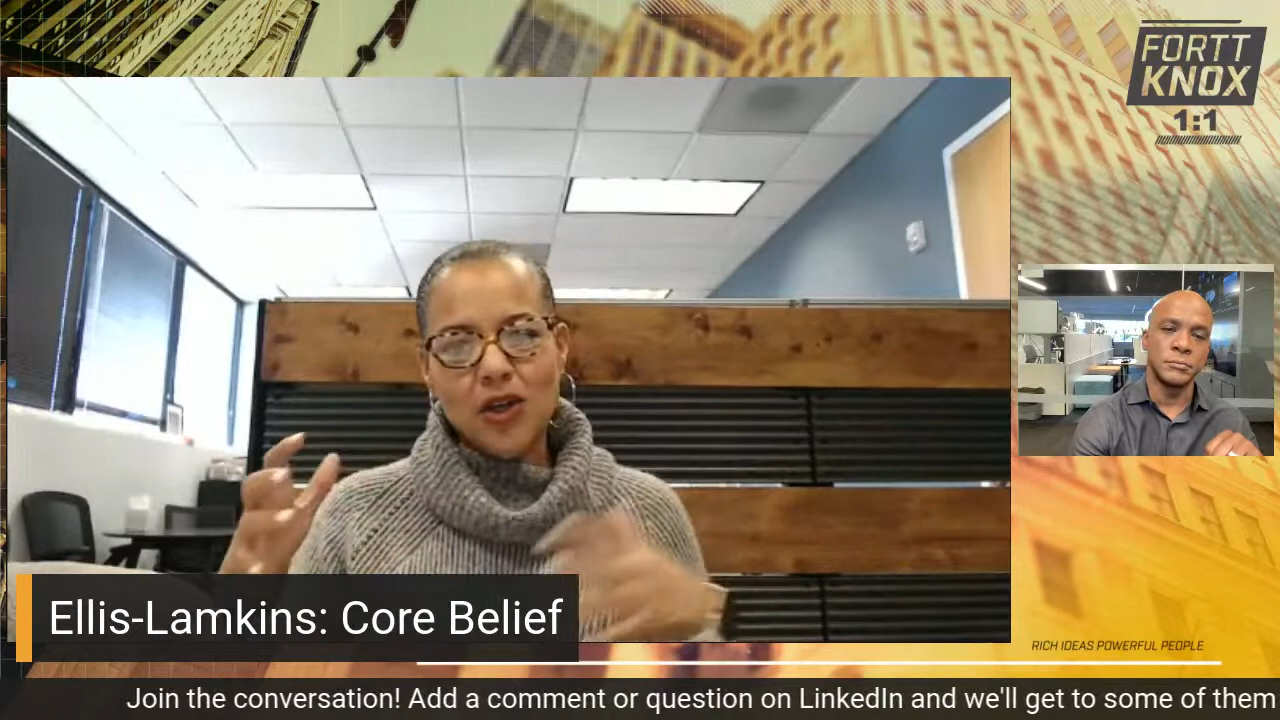 FORTT
KNOX
1:1
Ellis-Lamkins: Core Belief
RICH IDEAS POWERFUL PEOPLE
Join the conversation! Add a comment or question on LinkedIn and we'll get to some of them